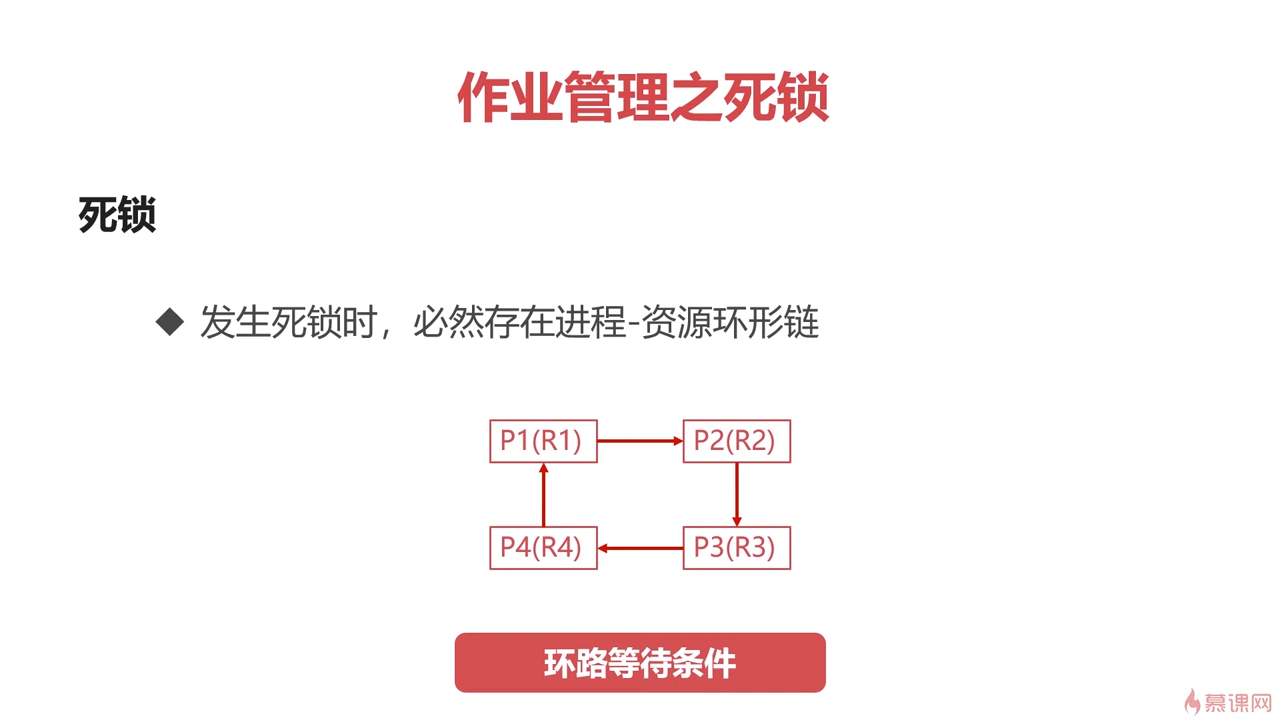 作业管理之死锁
死锁
◆ 发生死锁时，必然存在进程-资源环形链
P1(R1)
P2(R2)
P4(R4)
P3(R3)
环路等待条件
慕课网